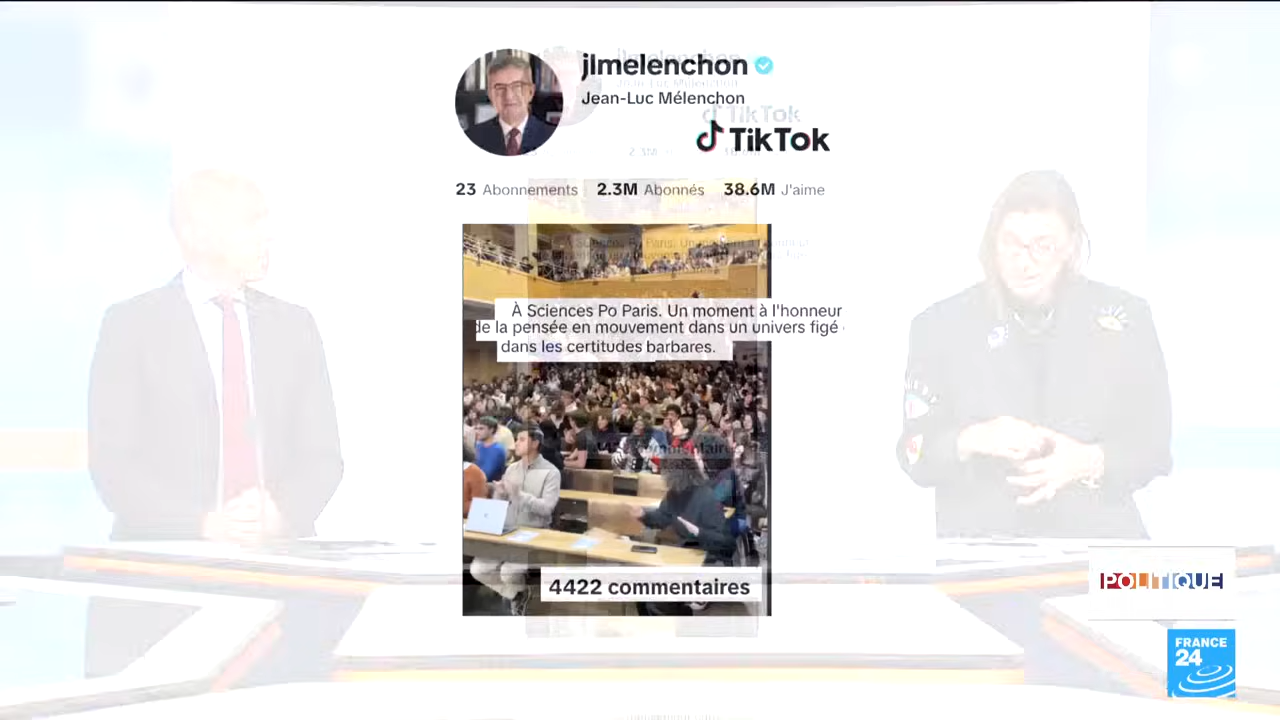 jlmelenchon
Jean-Luc Mélenchon
TikTok
23 Abonnements 2.3M Abonnés 38.6M J'aime
À Sciences Po Paris. Un moment à l'honneur
de la pensée en mouvement dans un univers figé
dans les certitudes barbares.
4422 commentaires
POLITIQUE
FRANCE
24